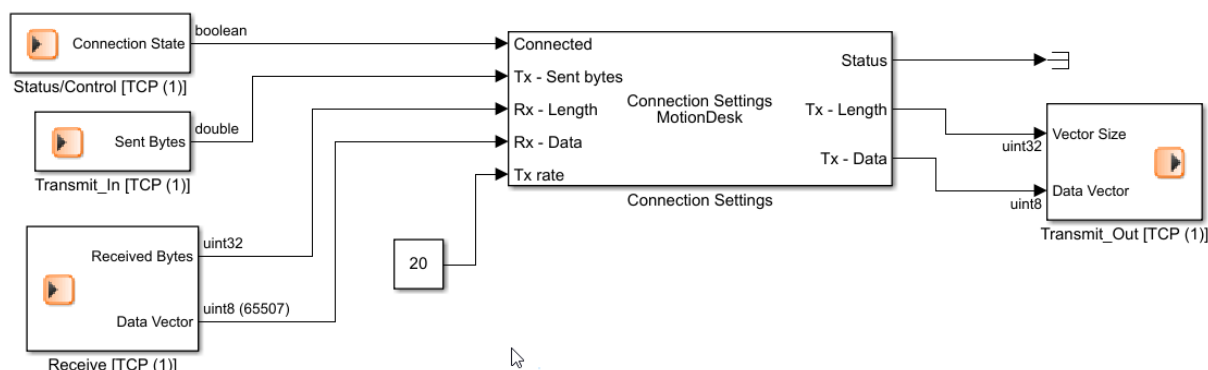 Connection State
boolean
Status/Control [TCP (1)]
Sent Bytes
double
Transmit_In [TCP (1)]
Received Bytes
uint32
Data Vector
uint8 (65507)
Receive [TCP (1)]
20
Connected
Tx - Sent bytes
Rx - Length
Rx - Data
Tx rate
Connection Settings
MotionDesk
Status
Tx - Length
Tx - Data
Connection Settings
uint32
uint8
Vector Size
Data Vector
Transmit_Out [TCP (1)]